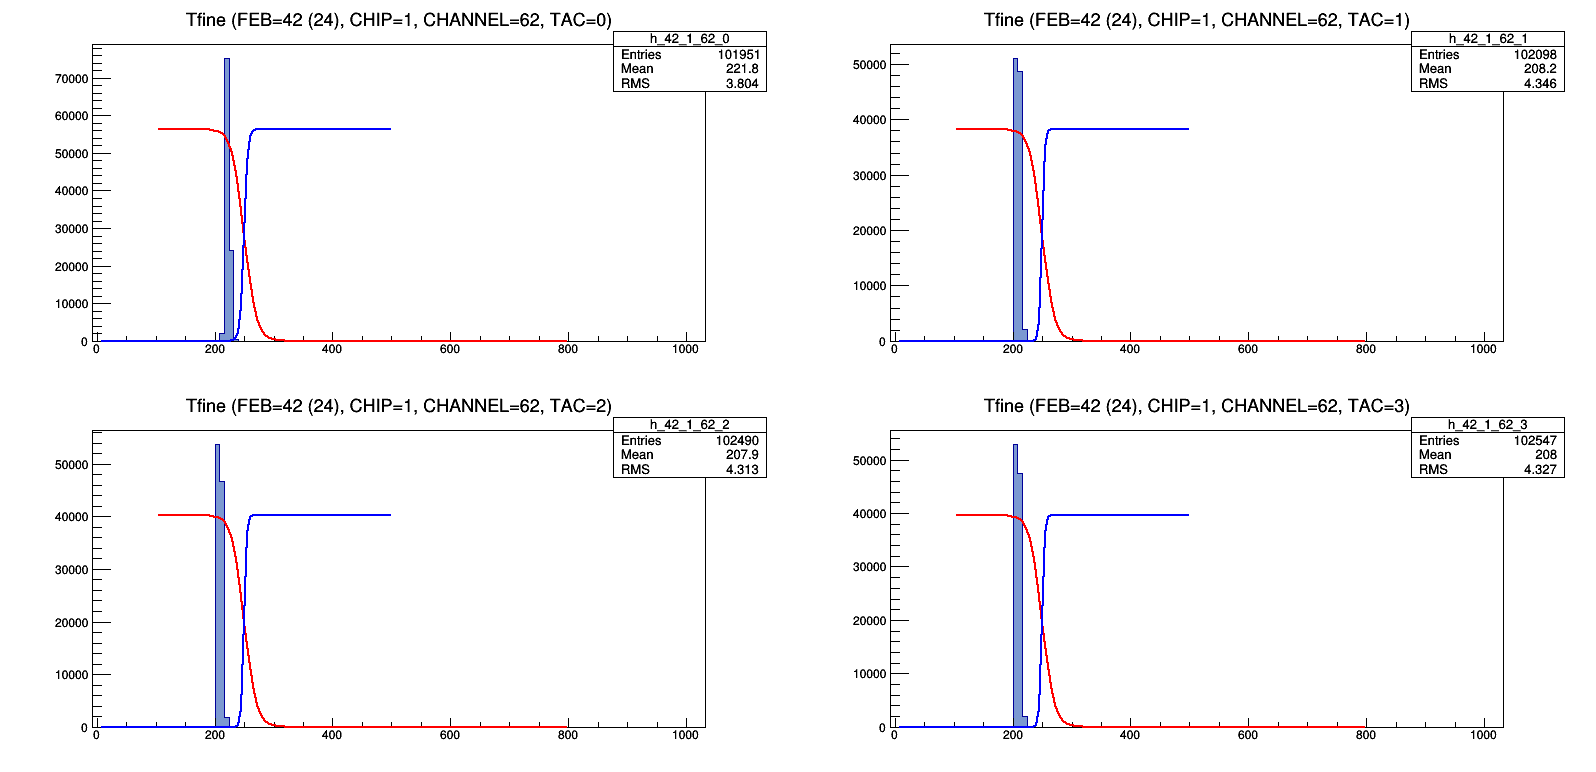 Tfine (FEB=42 (24), CHIP=1, CHANNEL=62, TAC=0)
h_42_1_62_0
Entries 101951
Mean 221.8
RMS 3.804
70000
60000
50000
40000
30000
20000
10000
0
0 200 400 600 800 1000
Tfine (FEB=42 (24), CHIP=1, CHANNEL=62, TAC=1)
h_42_1_62_1
Entries 102098
Mean 208.2
RMS 4.346
50000
40000
30000
20000
10000
0
0 200 400 600 800 1000
Tfine (FEB=42 (24), CHIP=1, CHANNEL=62, TAC=2)
h_42_1_62_2
Entries 102490
Mean 207.9
RMS 4.313
50000
40000
30000
20000
10000
0
0 200 400 600 800 1000
Tfine (FEB=42 (24), CHIP=1, CHANNEL=62, TAC=3)
h_42_1_62_3
Entries 102547
Mean 208
RMS 4.327
50000
40000
30000
20000
10000
0
0 200 400 600 800 1000